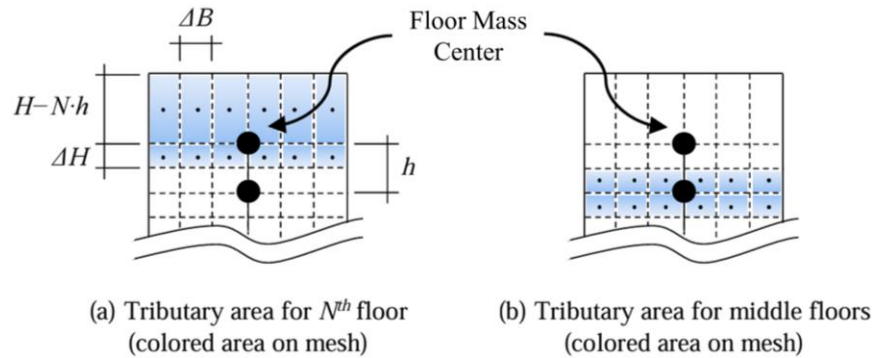 ΔB
Floor Mass
Center
H−N·h
ΔH
h
(a) Tributary area for Nth floor
(colored area on mesh)
(b) Tributary area for middle floors
(colored area on mesh)